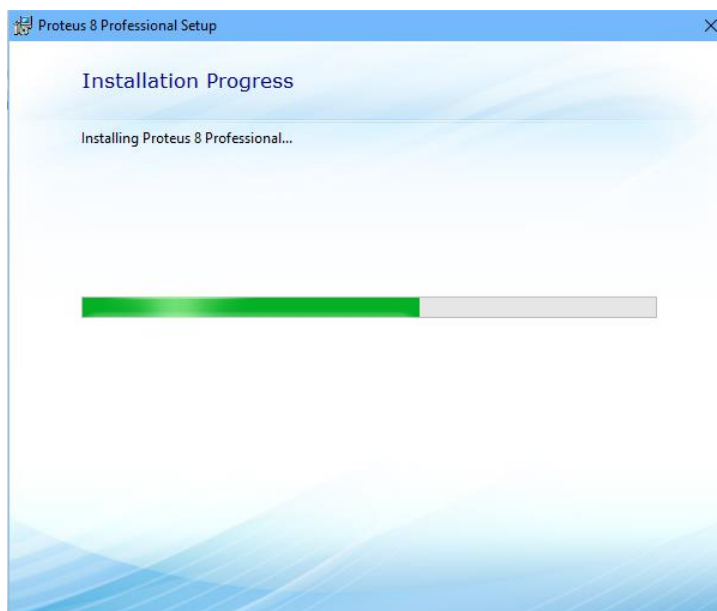 Proteus 8 Professional Setup
Installation Progress
Installing Proteus 8 Professional...